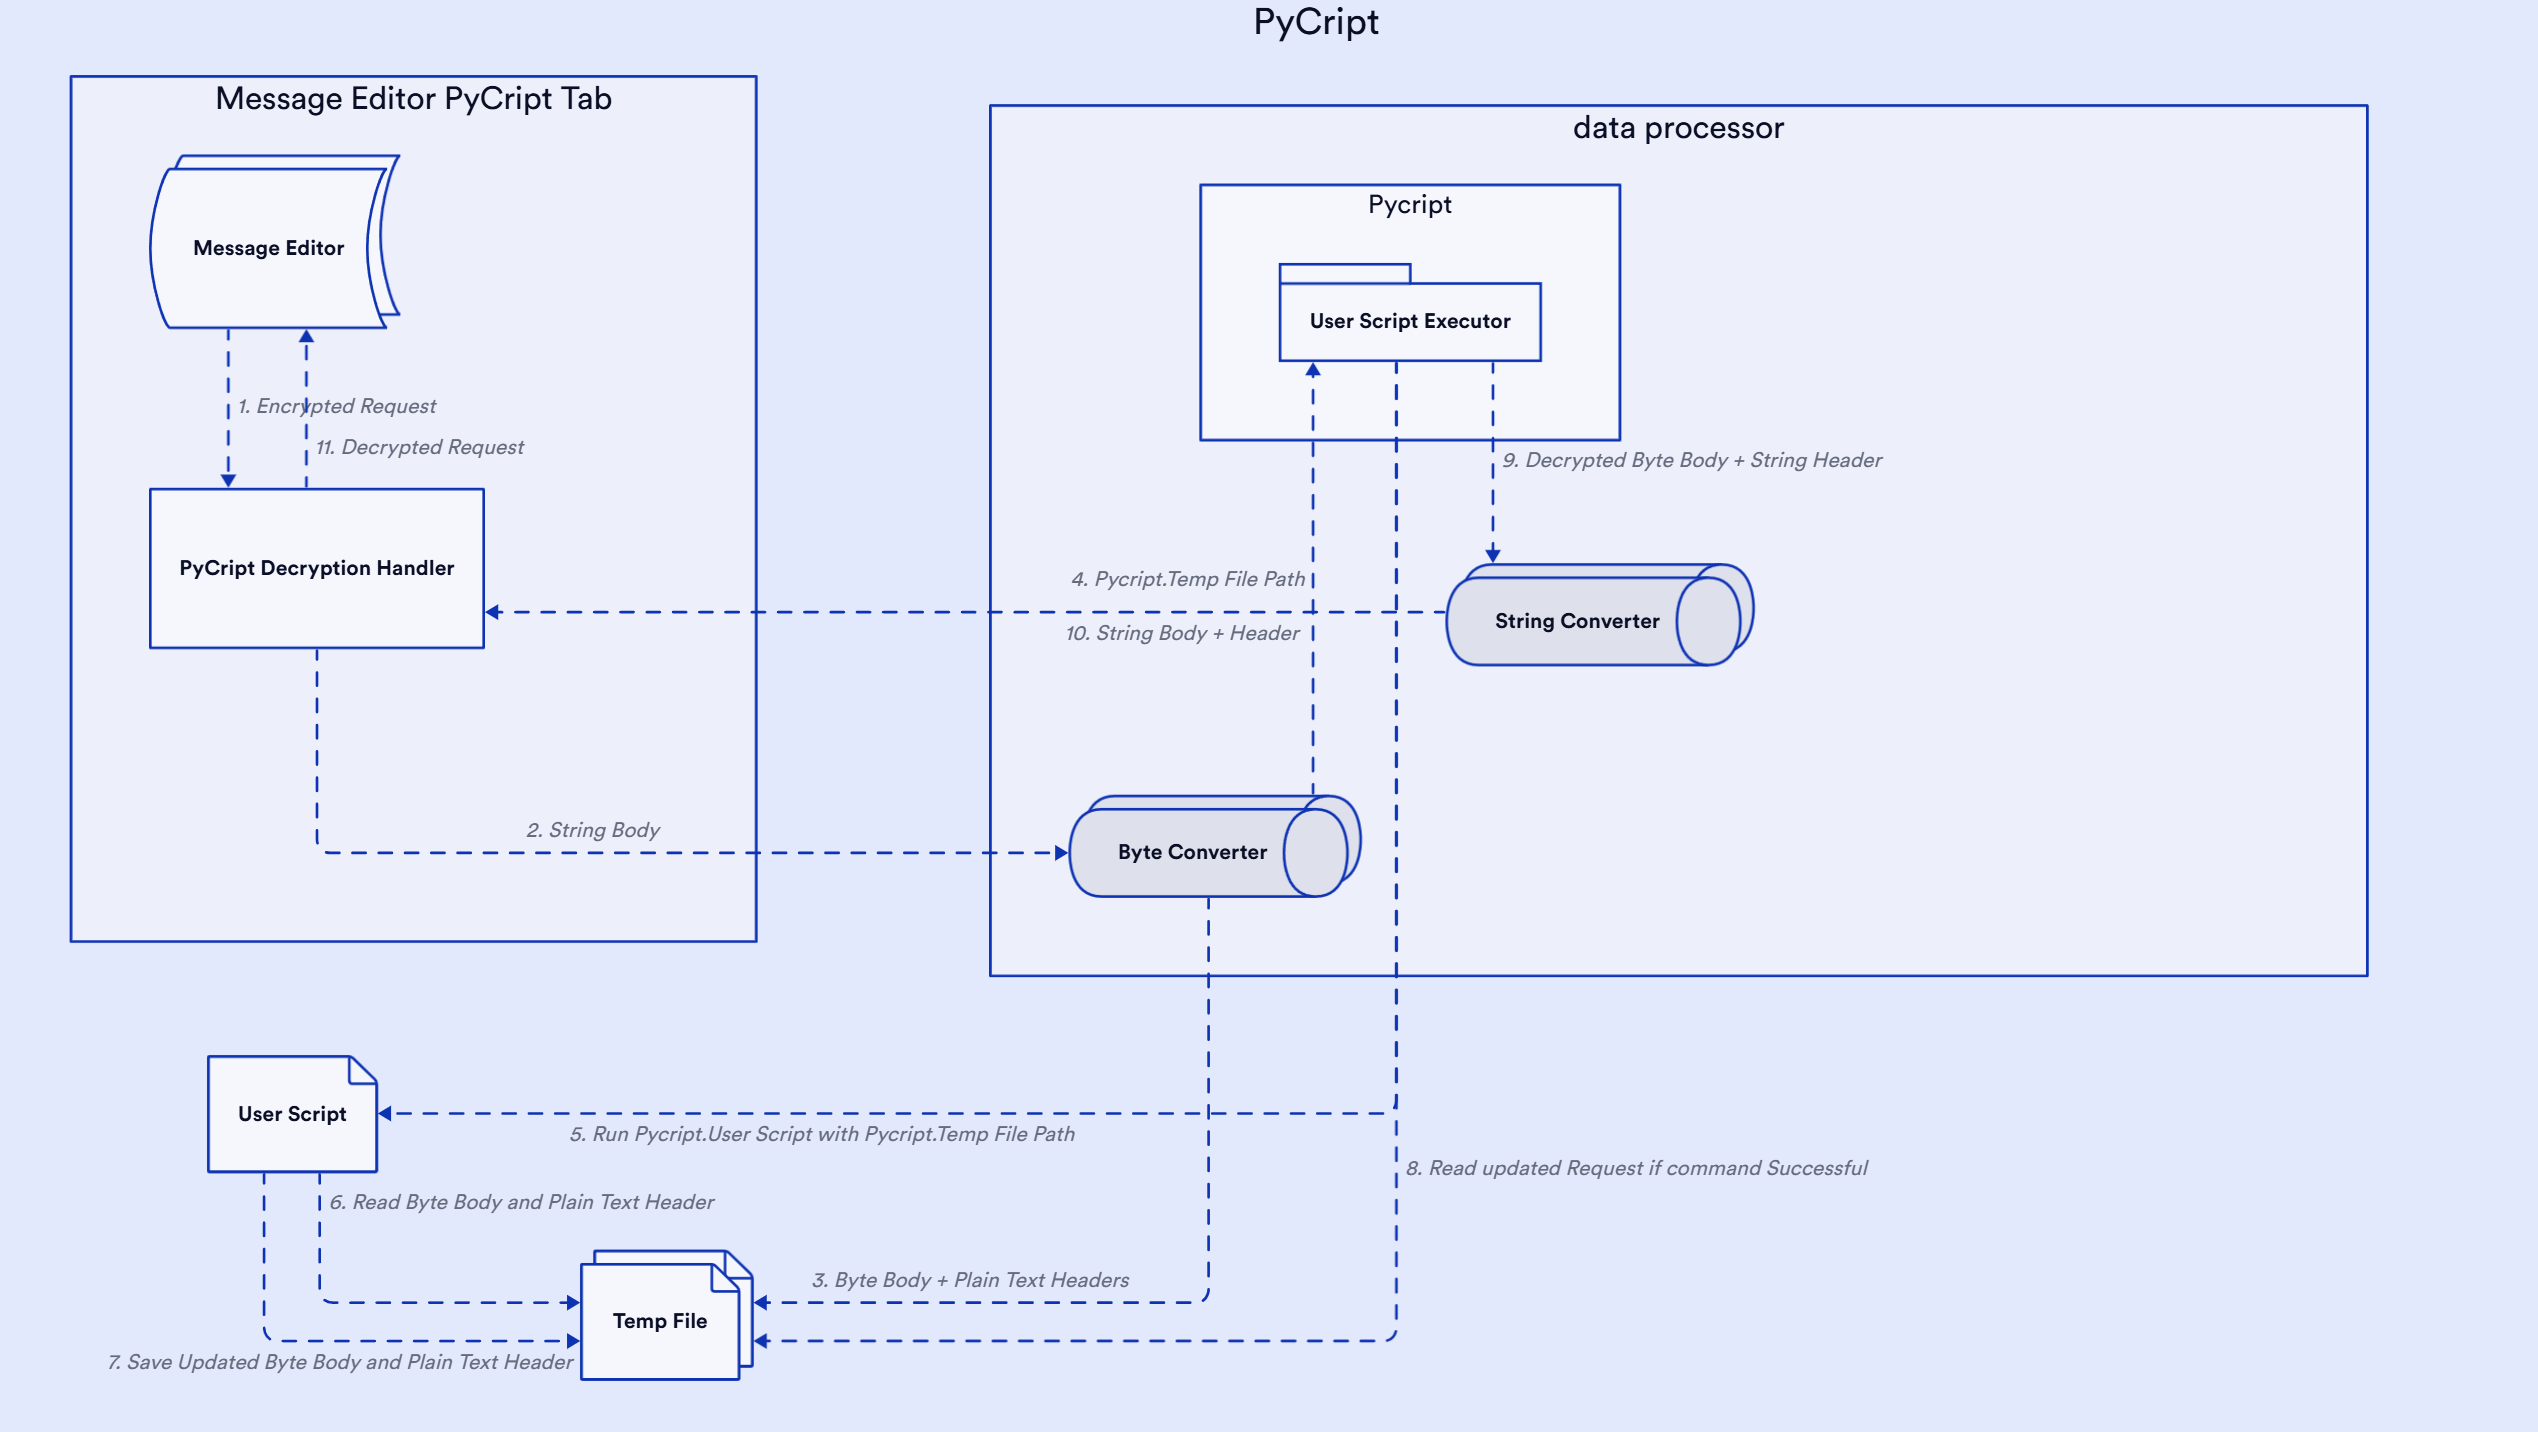 PyCript
Message Editor PyCript Tab
data processor
Pycript
Message Editor
User Script Executor
1. Encrypted Request
11. Decrypted Request
9. Decrypted Byte Body + String Header
PyCript Decryption Handler
4. Pycript.Temp File Path
10. String Body + Header
String Converter
2. String Body
Byte Converter
User Script
5. Run Pycript.User Script with Pycript.Temp File Path
8. Read updated Request if command Successful
6. Read Byte Body and Plain Text Header
3. Byte Body + Plain Text Headers
Temp File
7. Save Updated Byte Body and Plain Text Header